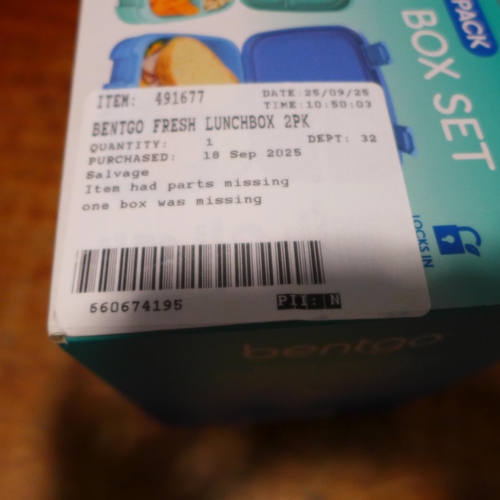 PACK
BOX SET
LOCKS IN
ITEM: 491677 DATE:25/09/25
TIME:10:50:03
BENTGO FRESH LUNCHBOX 2PK
QUANTITY: 1 DEPT: 32
PURCHASED: 18 Sep 2025
Salvage
Item had parts missing
one box was missing
660674195 PII: N
bentgo